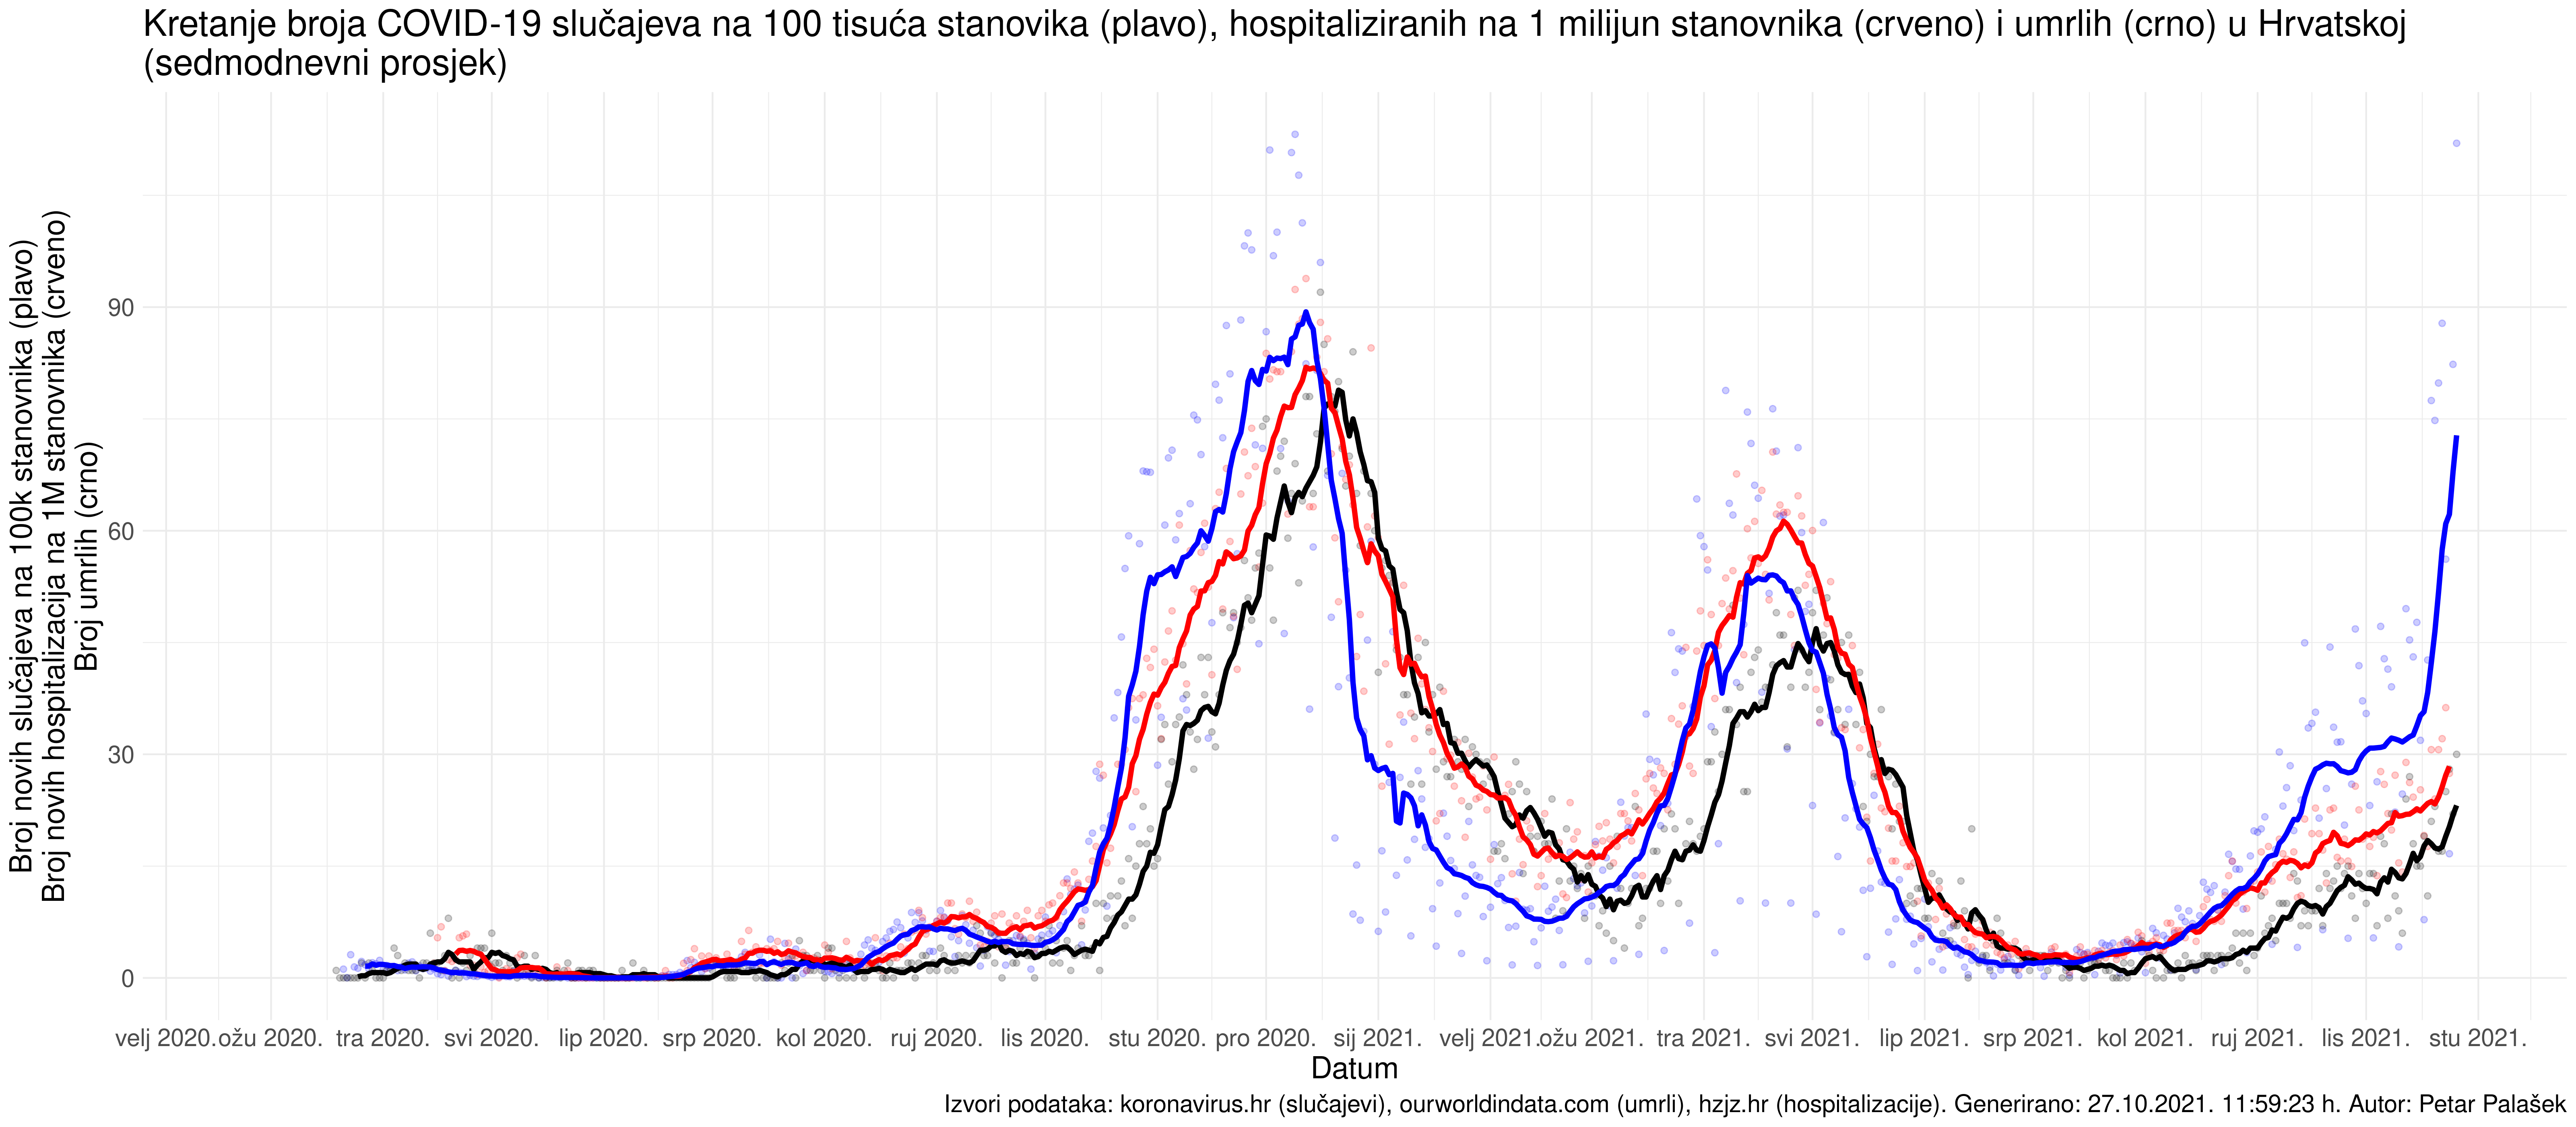 Kretanje broja COVID-19 slučajeva na 100 tisuća stanovika (plavo), hospitaliziranih na 1 milijun stanovnika (crveno) i umrlih (crno) u Hrvatskoj
(sedmodnevni prosjek)
Broj novih slučajeva na 100k stanovnika (plavo)
Broj novih hospitalizacija na 1M stanovnika (crveno)
Broj umrlih (crno)
90
60
30
0
velj 2020. ožu 2020. tra 2020. svi 2020. lip 2020. srp 2020. kol 2020. ruj 2020. lis 2020. stu 2020. pro 2020. sij 2021. velj 2021. ožu 2021. tra 2021. svi 2021. lip 2021. srp 2021. kol 2021. ruj 2021. lis 2021. stu 2021.
Datum
Izvori podataka: koronavirus.hr (slučajevi), ourworldindata.com (umrli), hzjz.hr (hospitalizacije). Generirano: 27.10.2021. 11:59:23 h. Autor: Petar Palašek